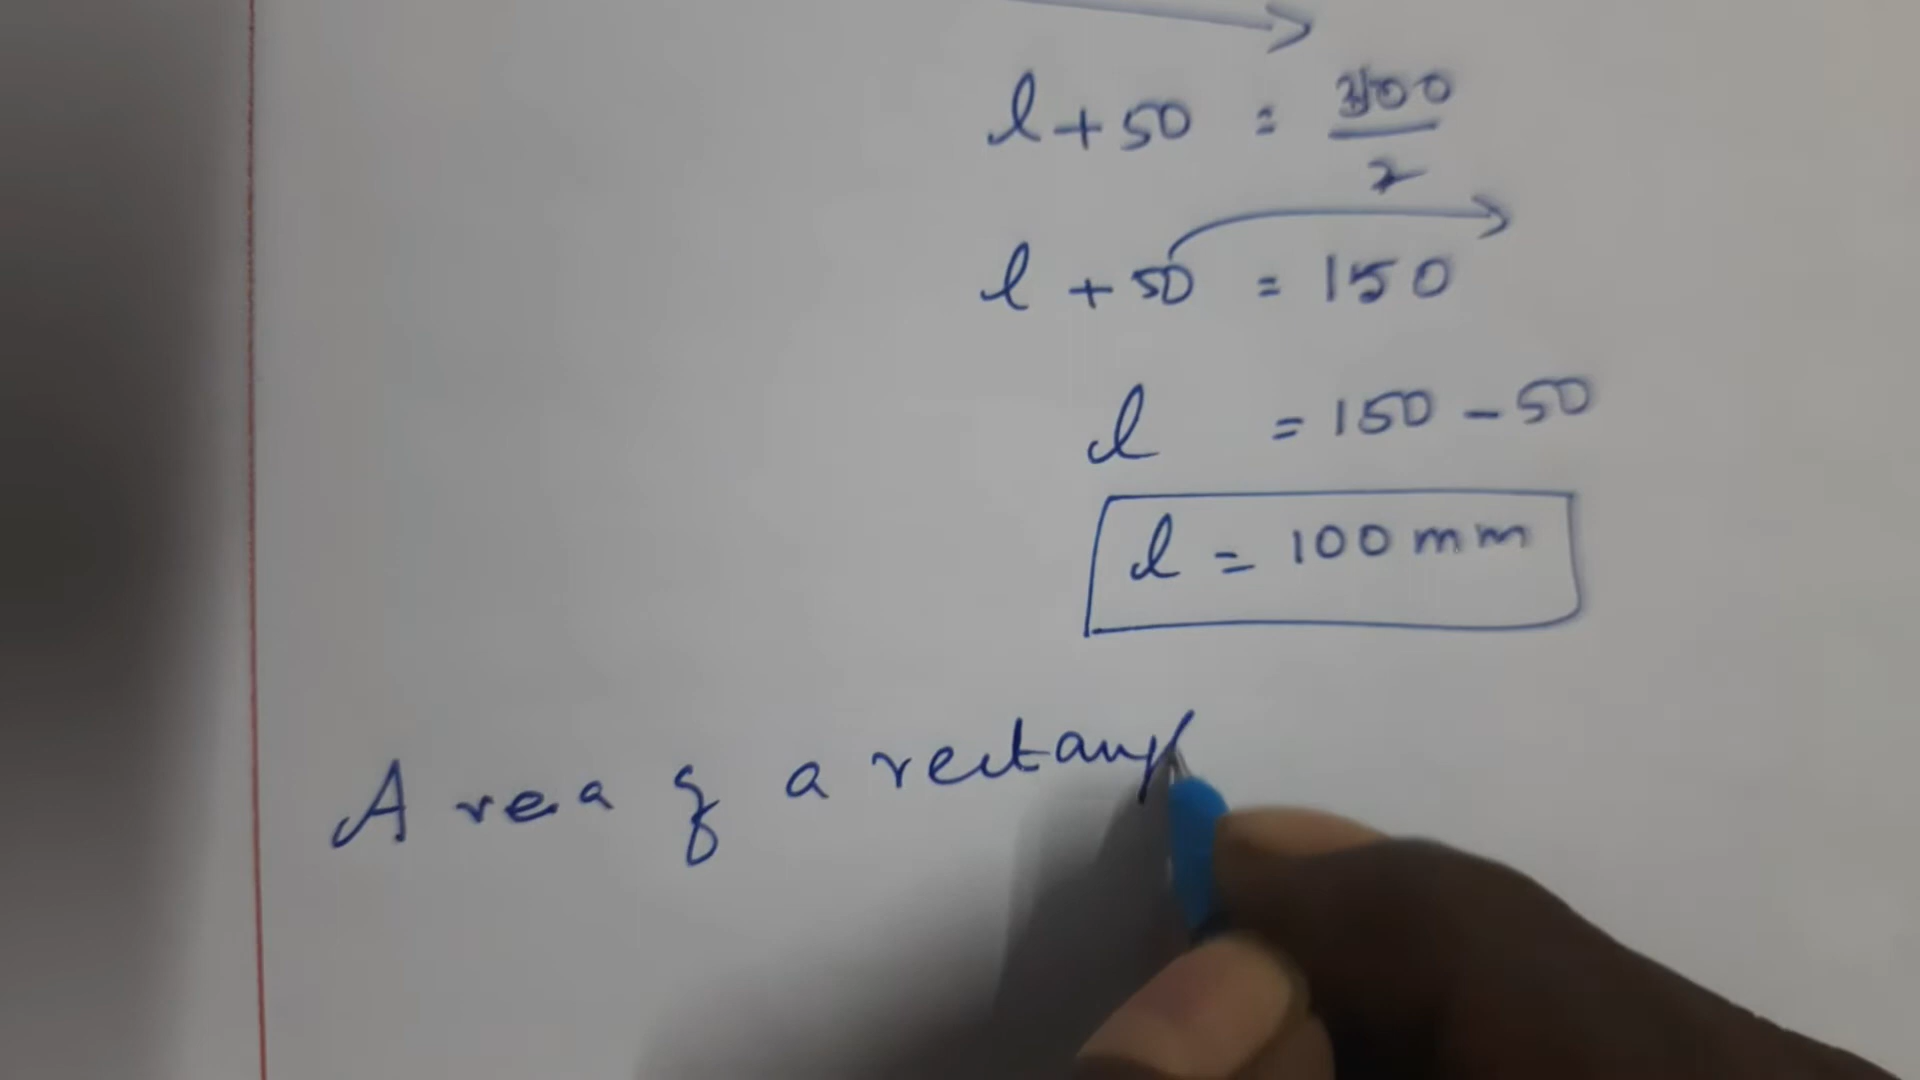 l + 50 = 300/2
l + 50 = 150
l = 150 - 50
l = 100 mm
Area of a rectang